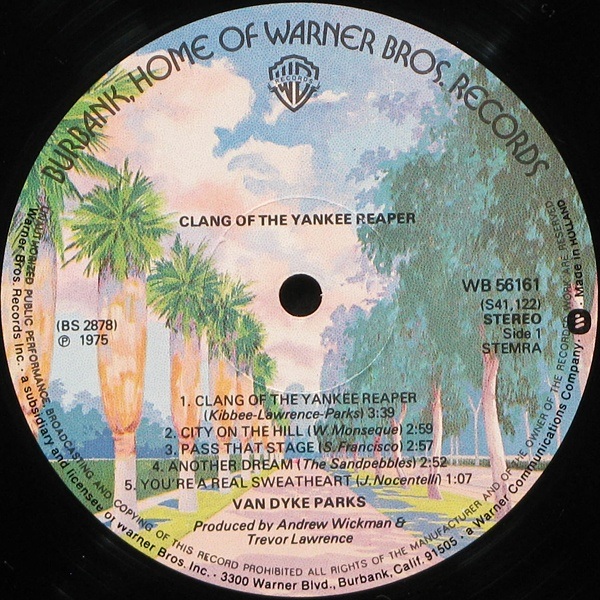 BURBANK, HOME OF WARNER BROS. RECORDS
WB
RECORDS
CLANG OF THE YANKEE REAPER
WB 56161
(S41,122)
STEREO
Side 1
STEMRA
(BS 2878)
℗ 1975
1. CLANG OF THE YANKEE REAPER
(Kibbee-Lawrence-Parks) 3:39
2. CITY ON THE HILL (W. Monseque) 2:59
3. PASS THAT STAGE (S. Francisco) 2:57
4. ANOTHER DREAM (The Sandpebbles) 2:52
5. YOU'RE A REAL SWEATHEART (J. Nocentelli) 1:07
VAN DYKE PARKS
Produced by Andrew Wickman &
Trevor Lawrence
UNAUTHORIZED PUBLIC PERFORMANCE BROADCASTING AND COPYING OF THIS RECORD PROHIBITED ALL RIGHTS OF THE MANUFACTURER AND OF THE OWNER OF THE RECORDED WORK ARE RESERVED
Warner Bros. Records Inc. · a subsidiary and licensee of Warner Bros. Inc. · 3300 Warner Blvd., Burbank, Calif. 91505 · a Warner Communications Company. · Made in HOLLAND